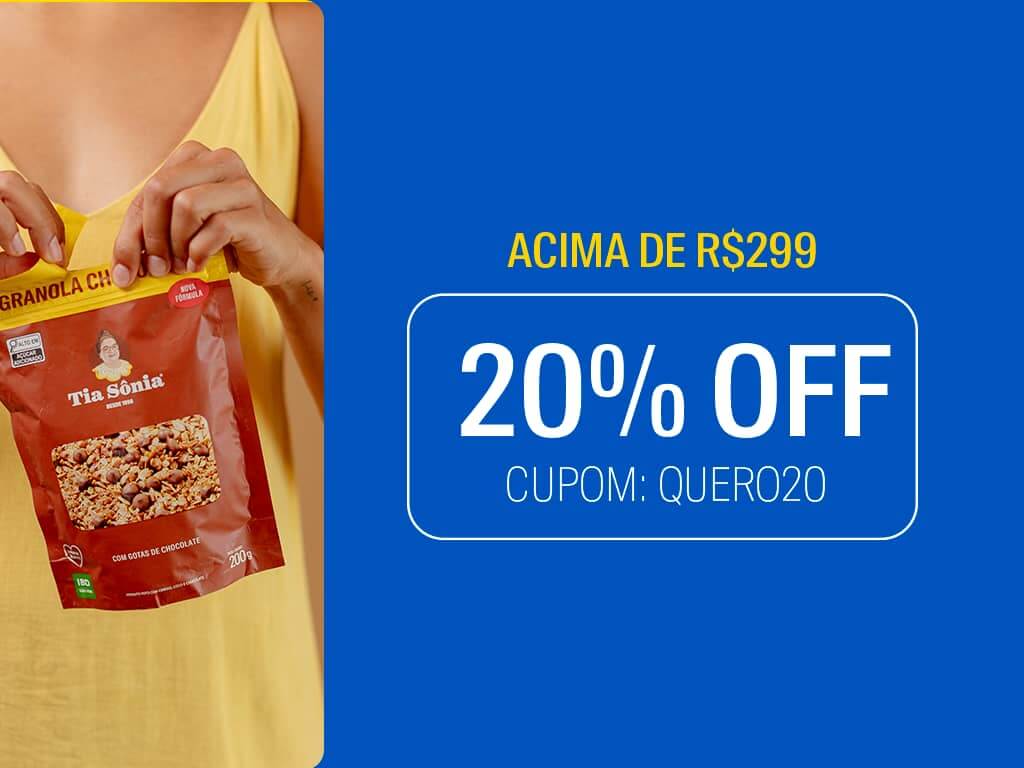 GRANOLA CH
NOVA
FÓRMULA
ALTO EM
AÇÚCAR
ADICIONADO
Tia Sônia
DESDE 1996
COM GOTAS DE CHOCOLATE
200g
IBD
ACIMA DE R$299
20% OFF
CUPOM: QUERO20